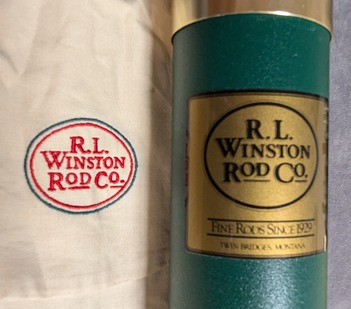 R.L.
WINSTON
ROD CO.
R.L.
WINSTON
ROD CO.
FINE RODS SINCE 1929
TWIN BRIDGES, MONTANA